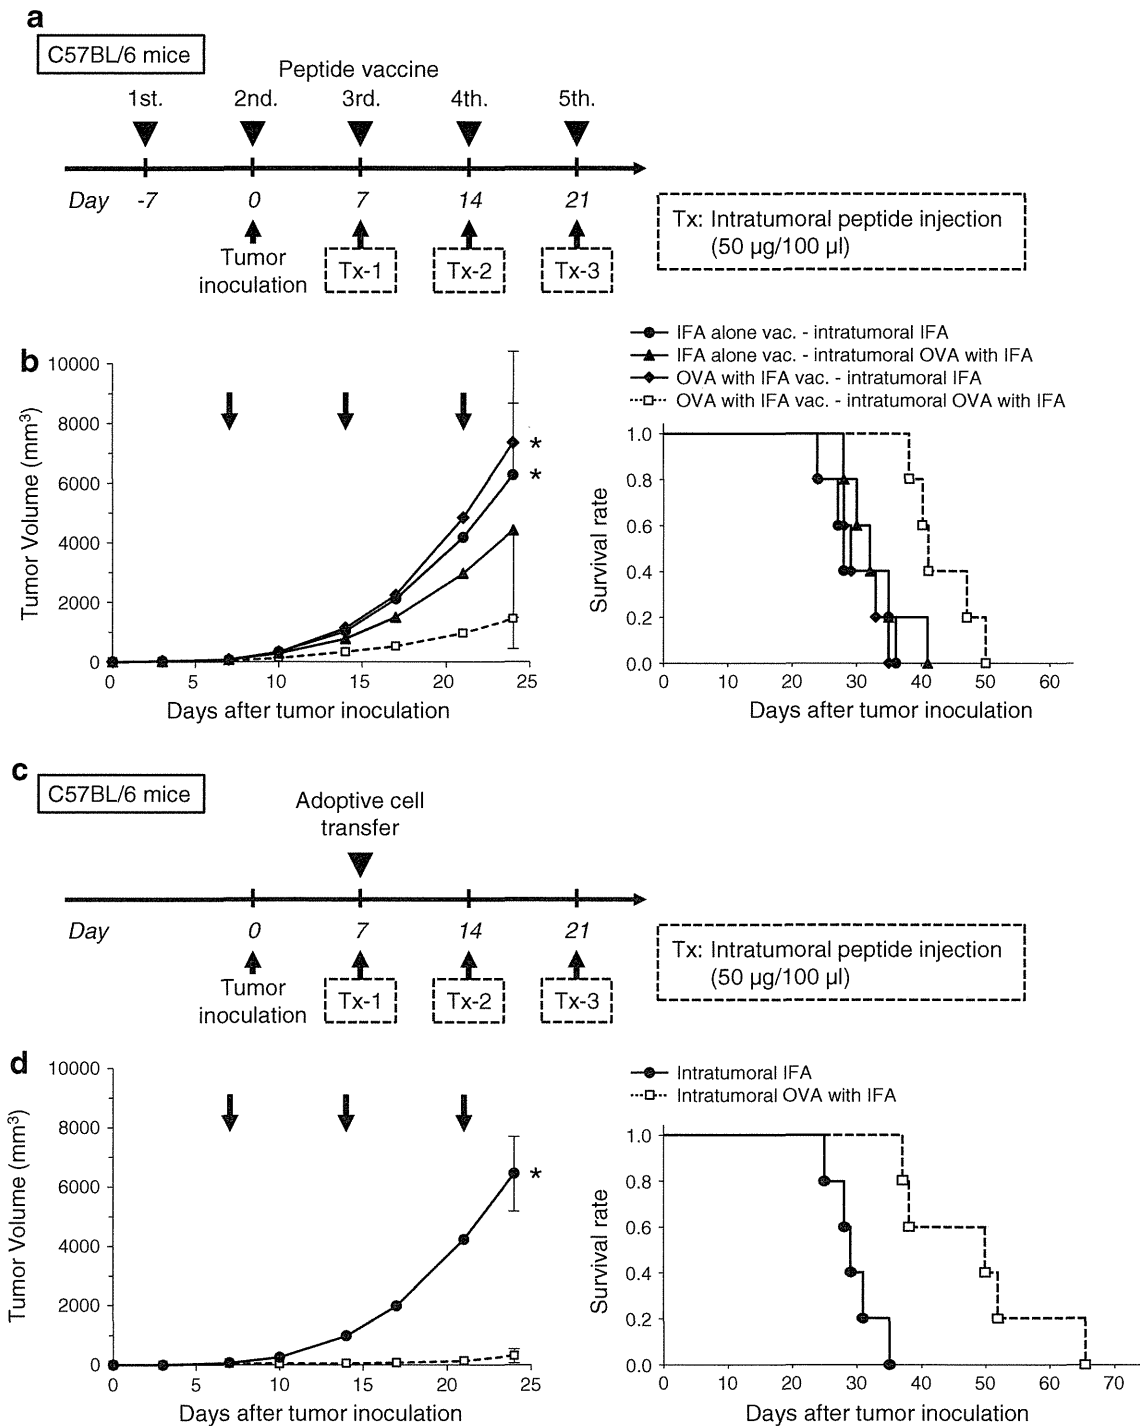 a
C57BL/6 mice
Peptide vaccine
1st. 2nd. 3rd. 4th. 5th.
Day -7 0 7 14 21
Tumor inoculation
Tx-1 Tx-2 Tx-3
Tx: Intratumoral peptide injection
(50 µg/100 µl)
b
IFA alone vac. - intratumoral IFA
IFA alone vac. - intratumoral OVA with IFA
OVA with IFA vac. - intratumoral IFA
OVA with IFA vac. - intratumoral OVA with IFA
Tumor Volume (mm³)
10000
8000
6000
4000
2000
0
*
*
0 5 10 15 20 25
Days after tumor inoculation
Survival rate
1.0
0.8
0.6
0.4
0.2
0.0
0 10 20 30 40 50 60
Days after tumor inoculation
c
C57BL/6 mice
Adoptive cell
transfer
Day 0 7 14 21
Tumor inoculation
Tx-1 Tx-2 Tx-3
Tx: Intratumoral peptide injection
(50 µg/100 µl)
d
Intratumoral IFA
Intratumoral OVA with IFA
Tumor Volume (mm³)
10000
8000
6000
4000
2000
0
*
0 5 10 15 20 25
Days after tumor inoculation
Survival rate
1.0
0.8
0.6
0.4
0.2
0.0
0 10 20 30 40 50 60 70
Days after tumor inoculation